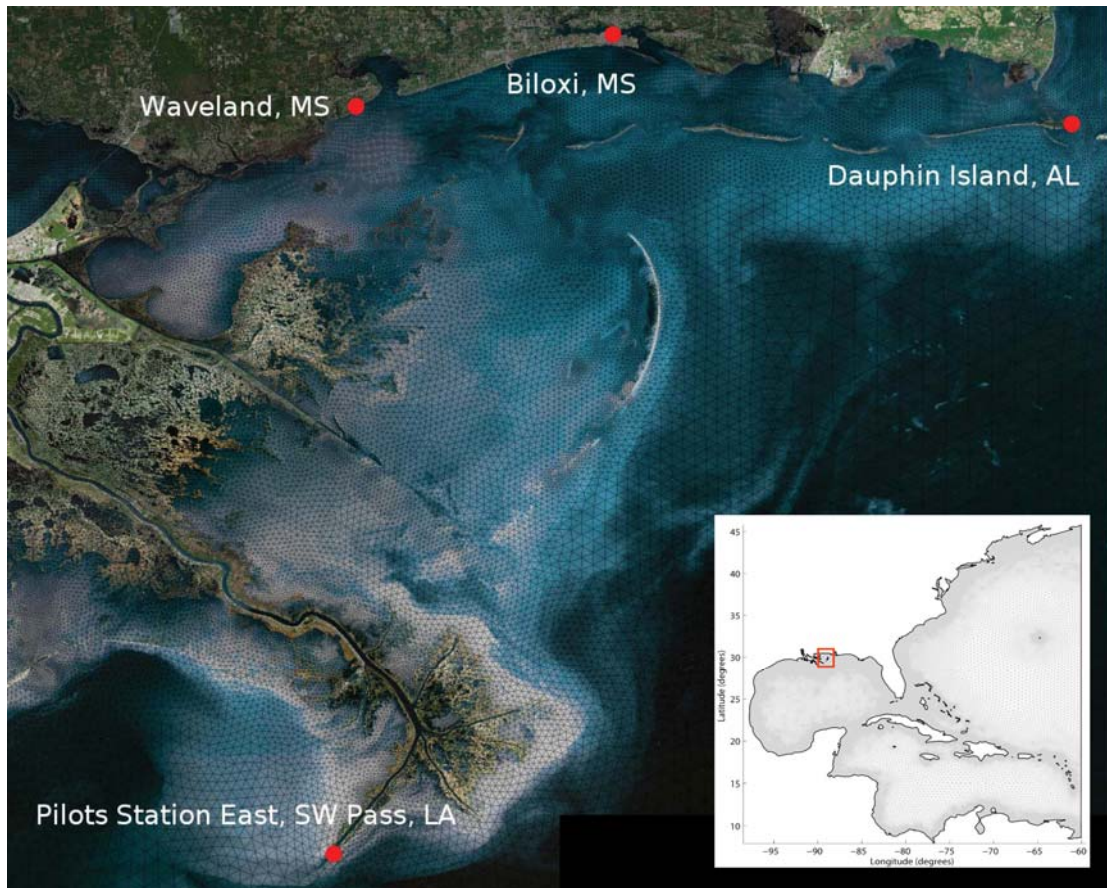 Biloxi, MS
Waveland, MS
Dauphin Island, AL
Pilots Station East, SW Pass, LA
45
40
35
30
25
20
15
10
Latitude (degrees)
−95 −90 −85 −80 −75 −70 −65 −60
Longitude (degrees)